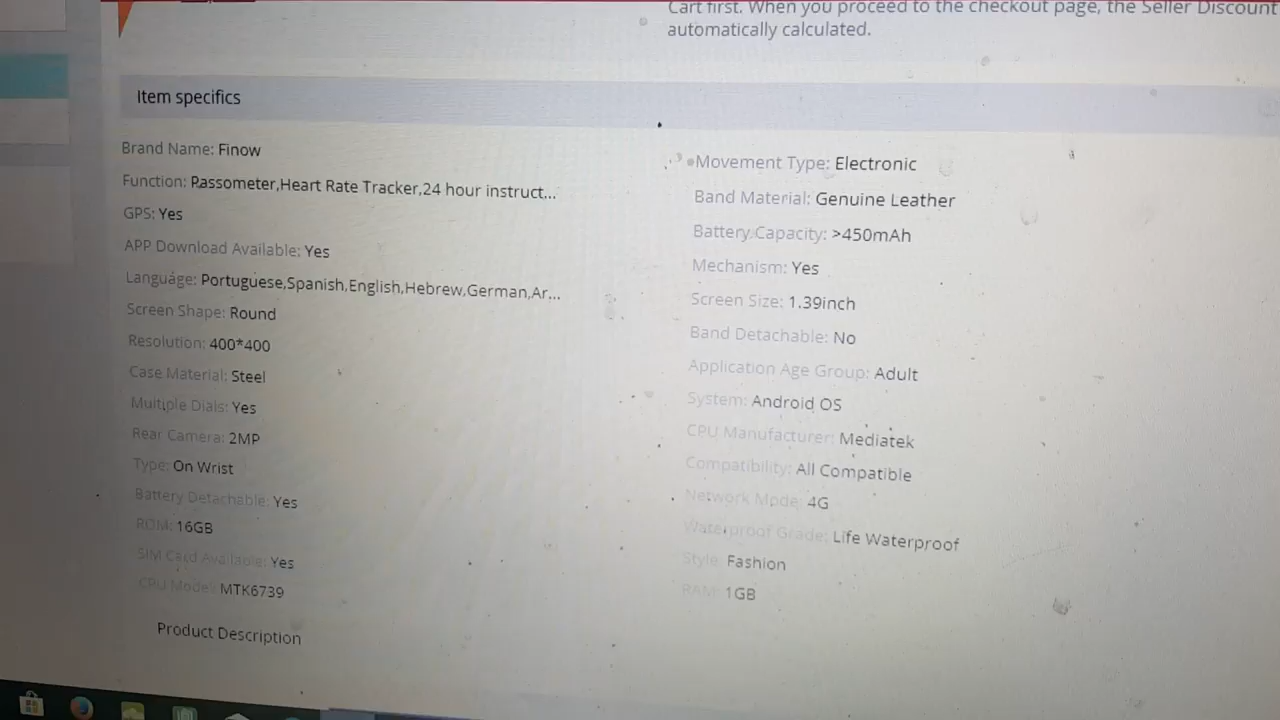 Cart first. When you proceed to the checkout page, the Seller Discount
automatically calculated.
Item specifics
Brand Name: Finow
Function: Passometer,Heart Rate Tracker,24 hour instruct...
GPS: Yes
APP Download Available: Yes
Language: Portuguese,Spanish,English,Hebrew,German,Ar...
Screen Shape: Round
Resolution: 400*400
Case Material: Steel
Multiple Dials: Yes
Rear Camera: 2MP
Type: On Wrist
Battery Detachable: Yes
ROM: 16GB
SIM Card Available: Yes
CPU Model: MTK6739
Movement Type: Electronic
Band Material: Genuine Leather
Battery Capacity: >450mAh
Mechanism: Yes
Screen Size: 1.39inch
Band Detachable: No
Application Age Group: Adult
System: Android OS
CPU Manufacturer: Mediatek
Compatibility: All Compatible
Network Mode: 4G
Waterproof Grade: Life Waterproof
Style: Fashion
RAM: 1GB
Product Description